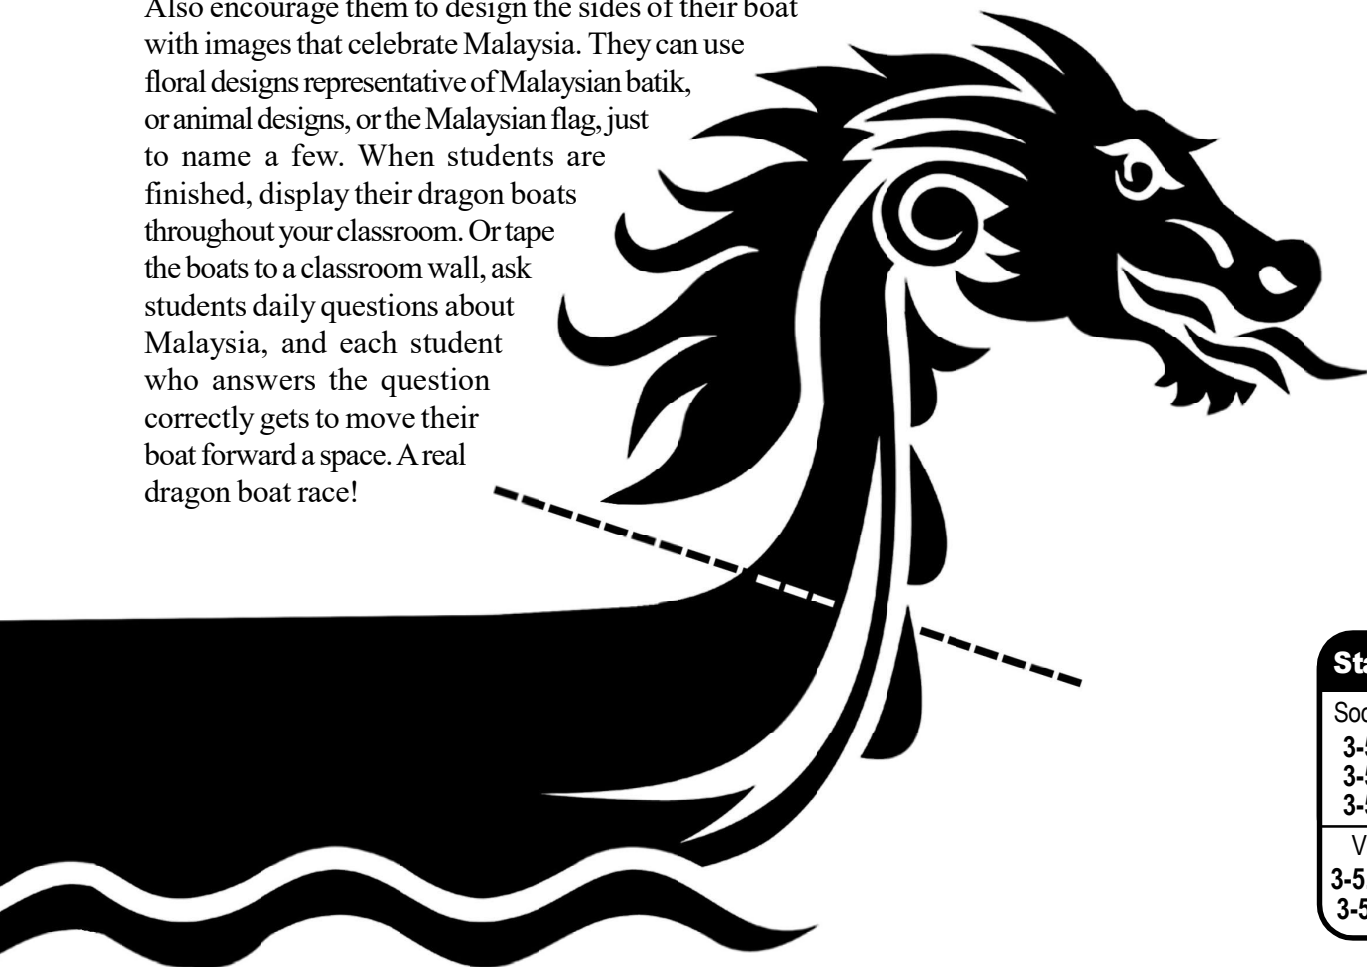 Also encourage them to design the sides of their boat
with images that celebrate Malaysia. They can use
floral designs representative of Malaysian batik,
or animal designs, or the Malaysian flag, just
to name a few. When students are
finished, display their dragon boats
throughout your classroom. Or tape
the boats to a classroom wall, ask
students daily questions about
Malaysia, and each student
who answers the question
correctly gets to move their
boat forward a space. A real
dragon boat race!